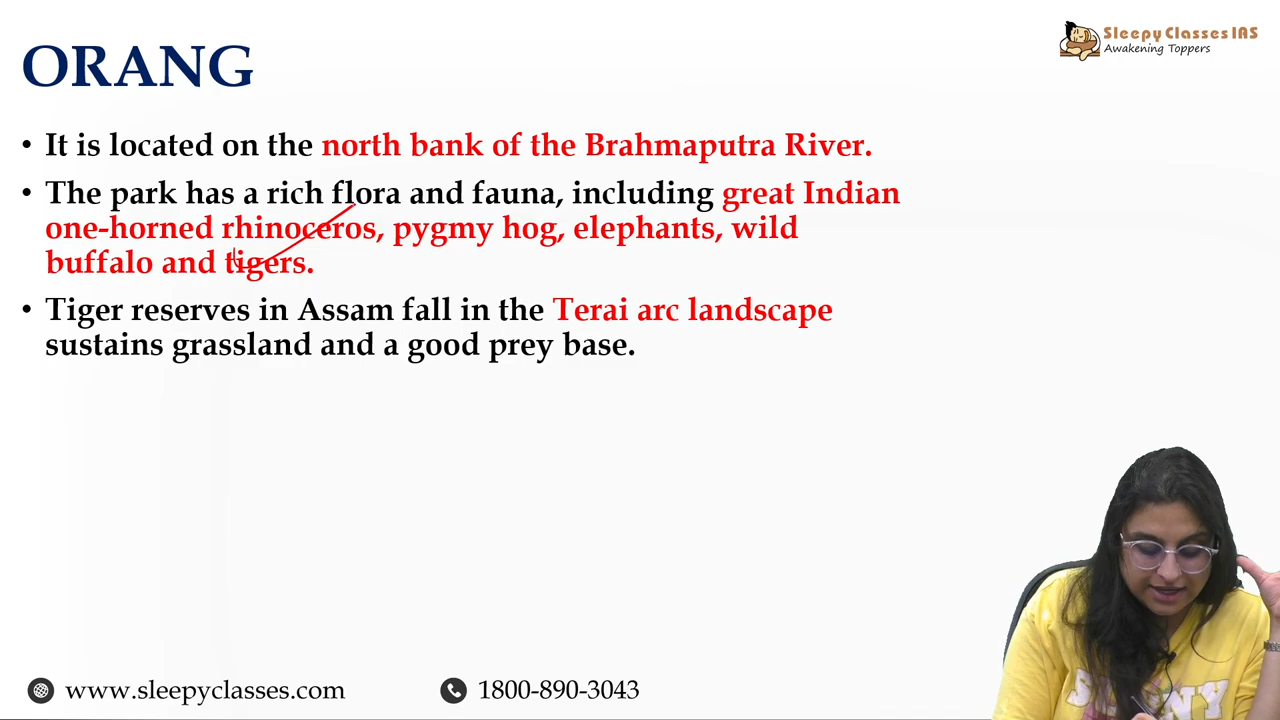 Sleepy Classes IAS
Awakening Toppers
ORANG
• It is located on the north bank of the Brahmaputra River.
• The park has a rich flora and fauna, including great Indian
one-horned rhinoceros, pygmy hog, elephants, wild
buffalo and tigers.
• Tiger reserves in Assam fall in the Terai arc landscape
sustains grassland and a good prey base.
www.sleepyclasses.com
1800-890-3043